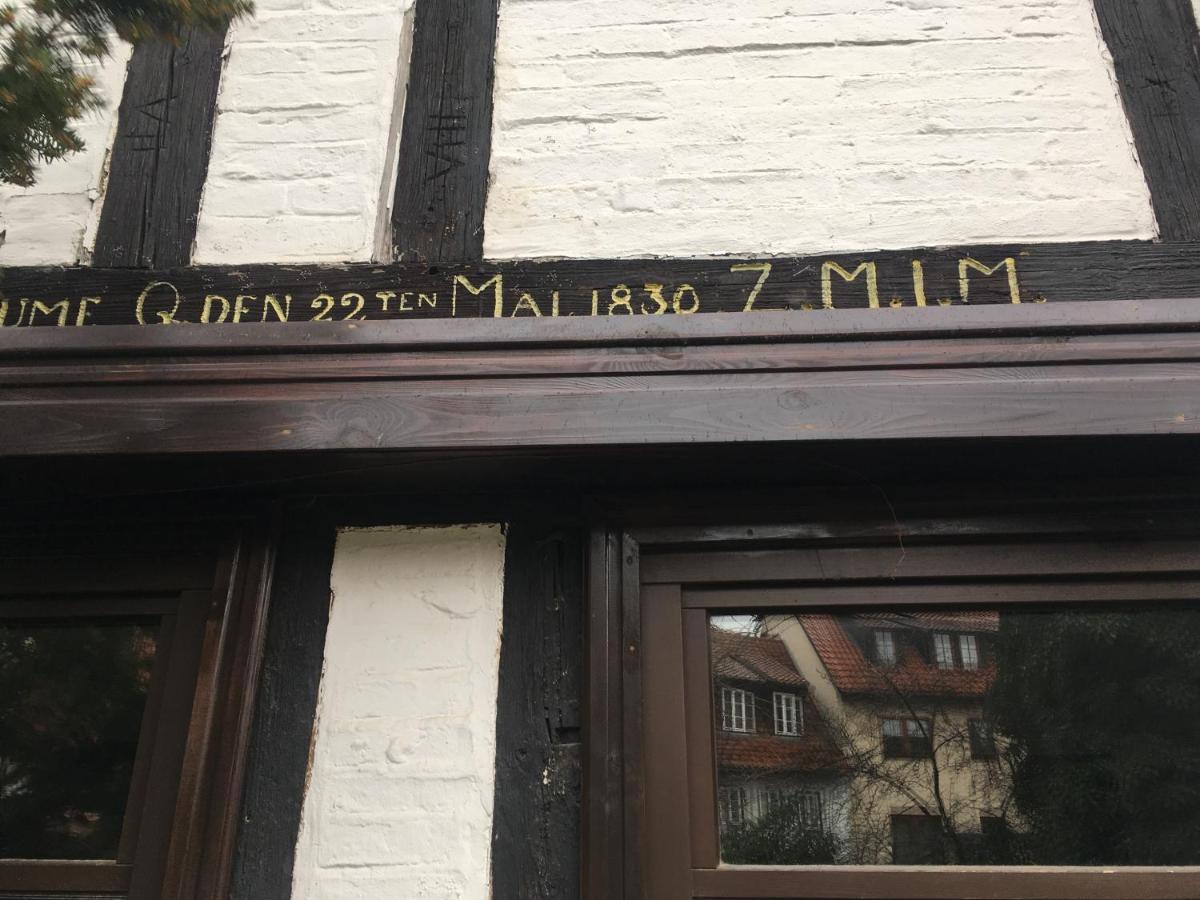 UME Q. DEN 22TEN MAI. 1830 Z.M.I.M.